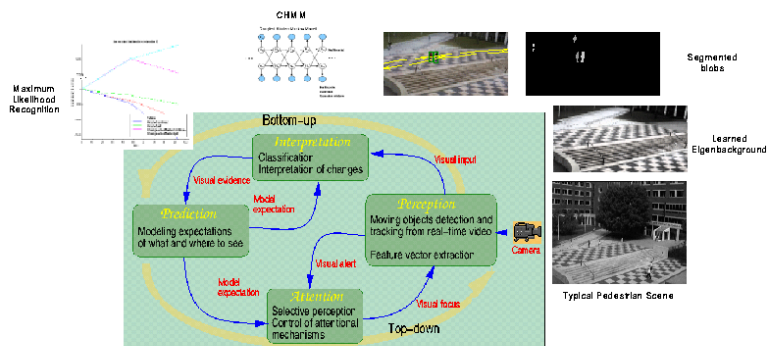 CHMM
Segmented
blobs
Maximum
Likelihood
Recognition
Bottom-up
Interpretation
Classification
Interpretation of changes
Visual input
Learned
Eigenbackground
Visual evidence
Model
expectation
Perception
Moving objects detection and
tracking from real-time video
Feature vector extraction
Prediction
Modeling expectations
of what and where to see
Camera
Visual alert
Model
expectation
Attention
Selective perception
Control of attentional
mechanisms
Visual focus
Top-down
Typical Pedestrian Scene